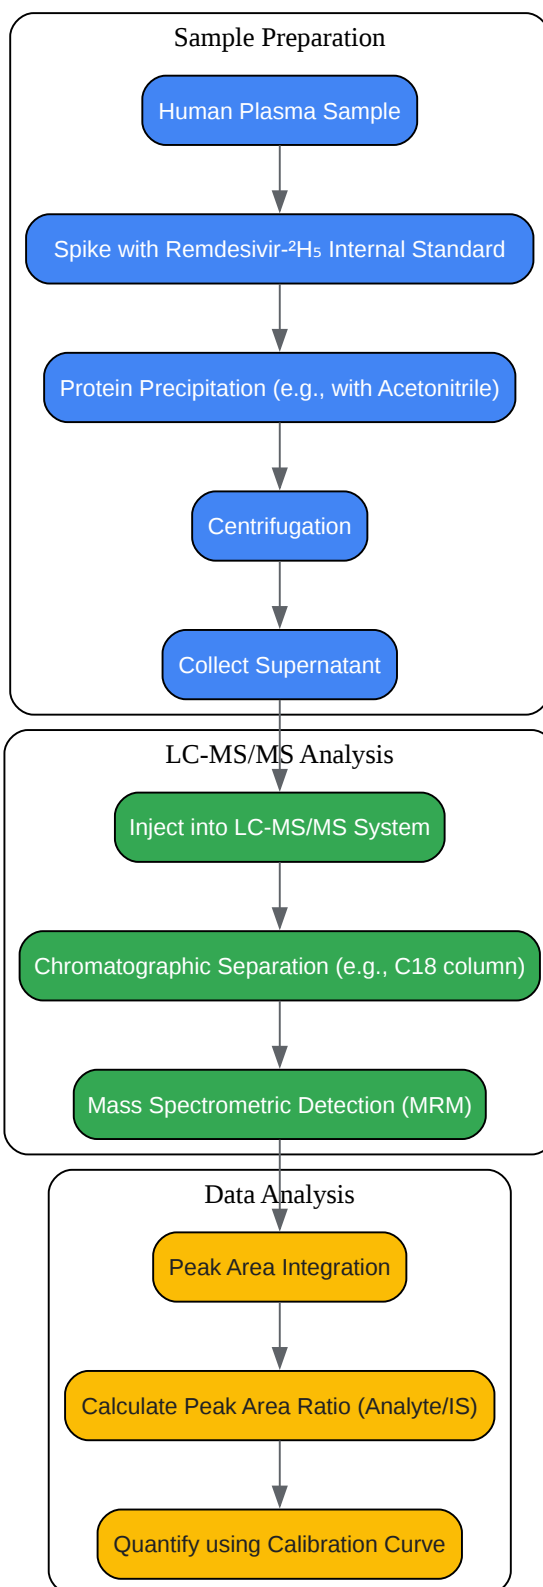 Sample Preparation
Human Plasma Sample
Spike with Remdesivir-²H₅ Internal Standard
Protein Precipitation (e.g., with Acetonitrile)
Centrifugation
Collect Supernatant
LC-MS/MS Analysis
Inject into LC-MS/MS System
Chromatographic Separation (e.g., C18 column)
Mass Spectrometric Detection (MRM)
Data Analysis
Peak Area Integration
Calculate Peak Area Ratio (Analyte/IS)
Quantify using Calibration Curve